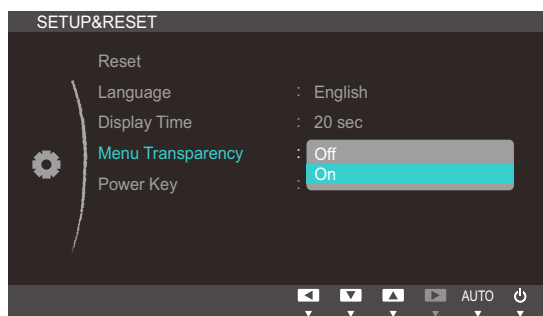 SETUP&RESET
Reset
Language : English
Display Time : 20 sec
Menu Transparency : Off
On
Power Key :
AUTO